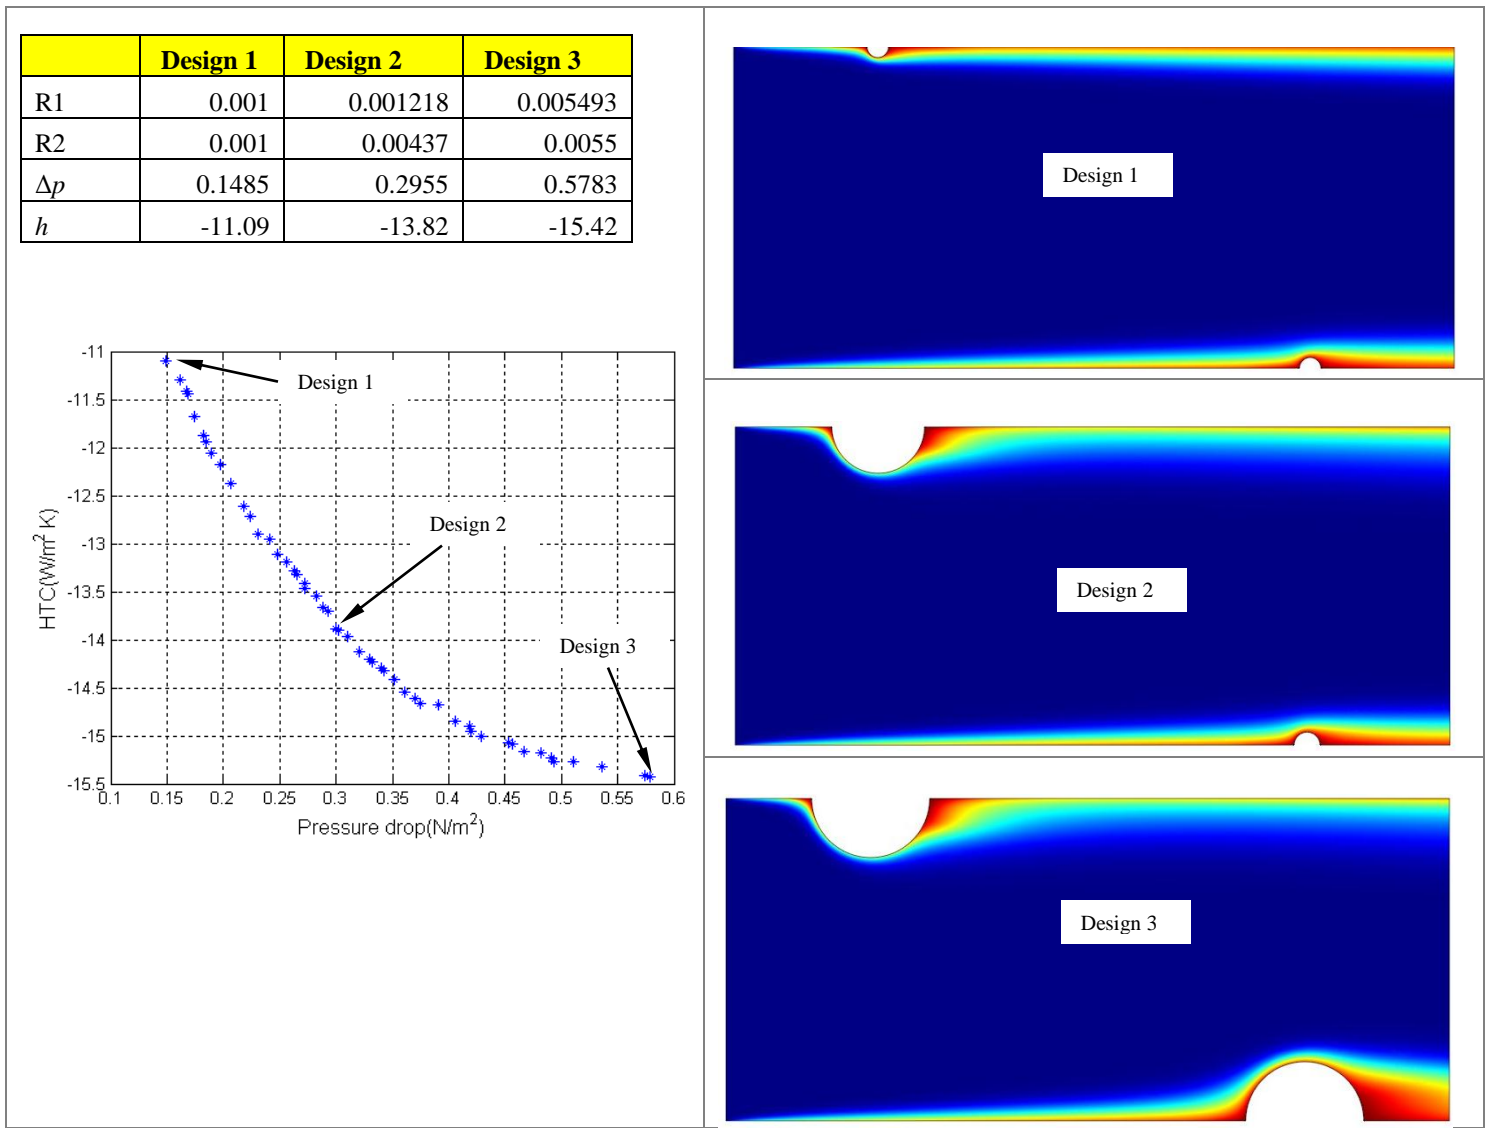 Design 1 Design 2 Design 3
R1 0.001 0.001218 0.005493
R2 0.001 0.00437 0.0055
Δp 0.1485 0.2955 0.5783
h -11.09 -13.82 -15.42
-11
-11.5
-12
-12.5
-13
-13.5
-14
-14.5
-15
-15.5
HTC(W/m² K)
0.1 0.15 0.2 0.25 0.3 0.35 0.4 0.45 0.5 0.55 0.6
Pressure drop(N/m²)
Design 1
Design 2
Design 3
Design 1
Design 2
Design 3